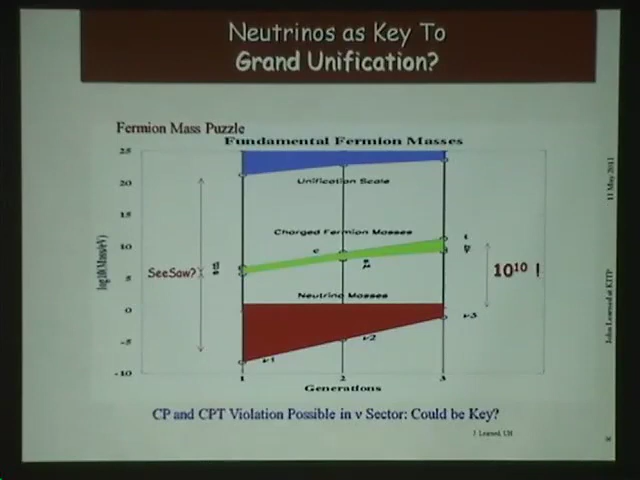 Neutrinos as Key To
Grand Unification?
Fermion Mass Puzzle
Fundamental Fermion Masses
25
20
15
10
5
0
-5
-10
log10(Mass/eV)
Unification Scale
Charged Fermion Masses
c
μ
Neutrino Masses
ν1
ν2
ν3
SeeSaw?
10¹⁰ !
1
2
3
Generations
CP and CPT Violation Possible in ν Sector: Could be Key?
J. Learned, UH
11 May 2011
John Learned at KITP